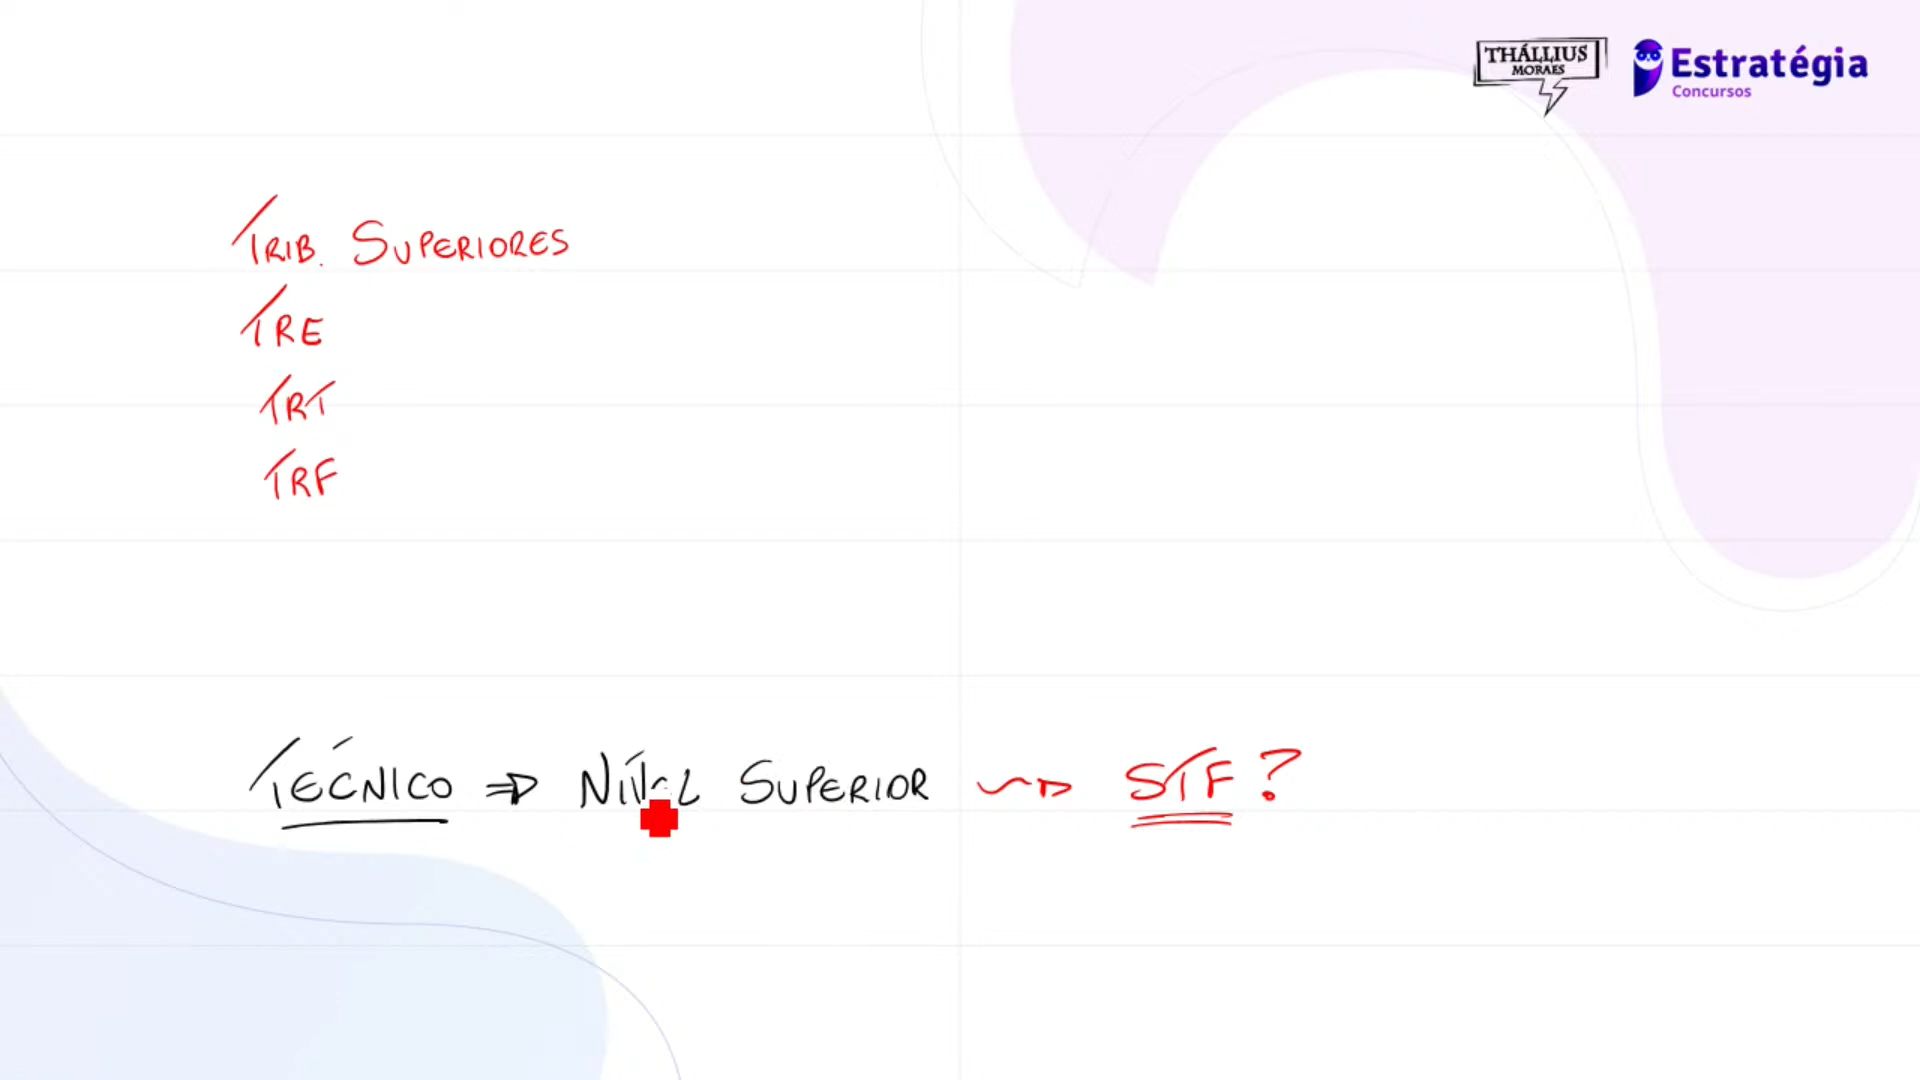 THÁLLIUS
MORAES
Estratégia
Concursos
TRIB. SUPERIORES
TRE
TRT
TRF
TÉCNICO ⇒ NÍVEL SUPERIOR → STF?